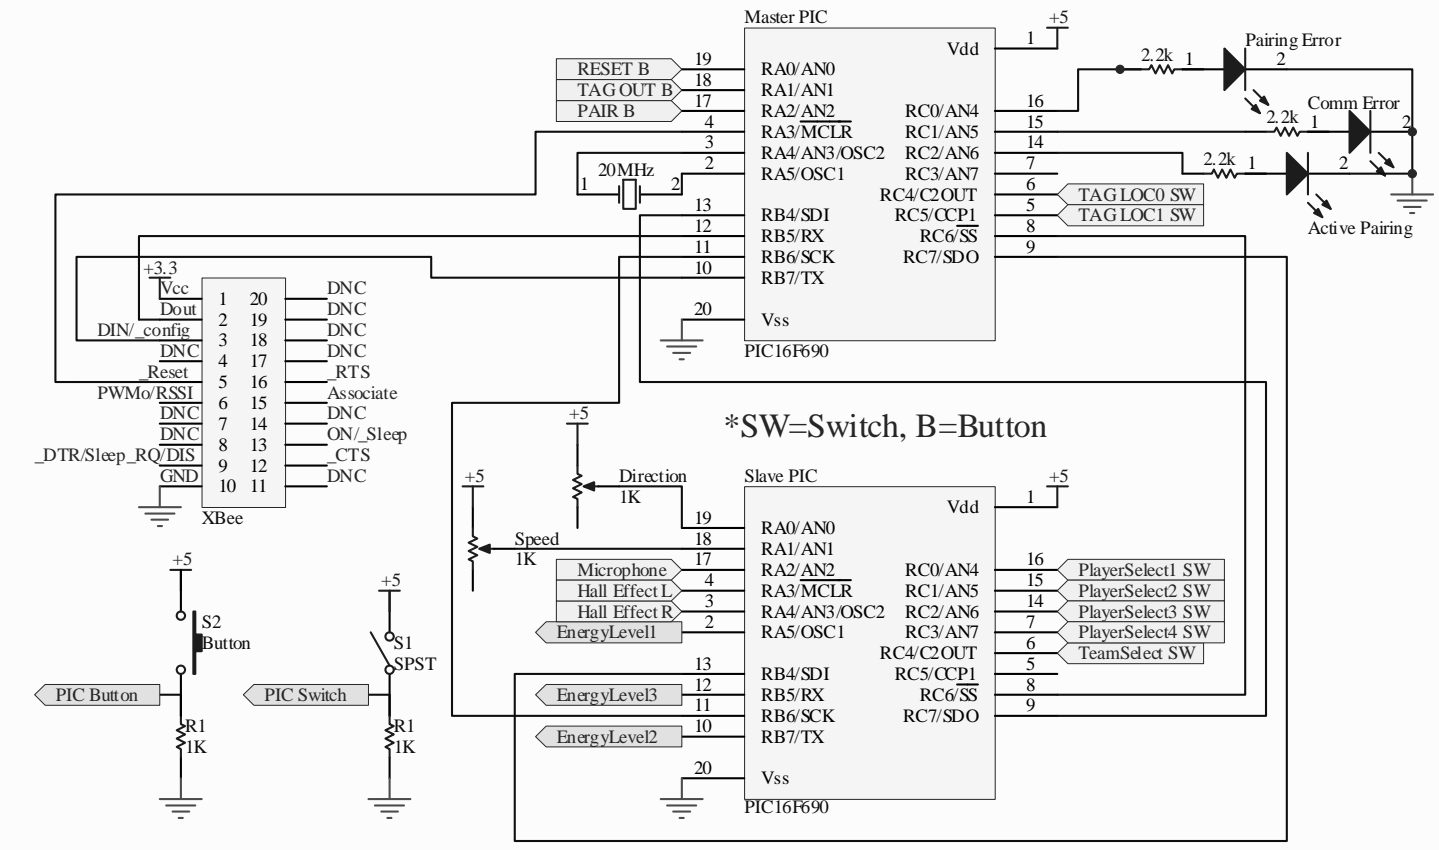 Master PIC
+5
Vdd 1
Pairing Error
2.2k 1 2
RESET B 19 RA0/AN0
TAG OUT B 18 RA1/AN1
PAIR B 17 RA2/AN2 RC0/AN4 16
Comm Error
4 RA3/MCLR RC1/AN5 15 2.2k 1 2
3 RA4/AN3/OSC2 RC2/AN6 14
20MHz 2 RA5/OSC1 RC3/AN7 7 2.2k 1 2
1 2 RC4/C2OUT 6 TAG LOC0 SW
13 RB4/SDI RC5/CCP1 5 TAG LOC1 SW
Active Pairing
12 RB5/RX RC6/SS 8
11 RB6/SCK RC7/SDO 9
10 RB7/TX
20 Vss
PIC16F690
+3.3
Vcc 1 20 DNC
Dout 2 19 DNC
DIN/_config 3 18 DNC
DNC 4 17 DNC
_Reset 5 16 _RTS
PWMo/RSSI 6 15 Associate
DNC 7 14 DNC
DNC 8 13 ON/_Sleep
_DTR/Sleep_RQ/DIS 9 12 _CTS
GND 10 11 DNC
XBee
*SW=Switch, B=Button
+5
Direction
1K
+5
Speed
1K
Slave PIC
+5
Vdd 1
19 RA0/AN0
18 RA1/AN1
Microphone 17 RA2/AN2 RC0/AN4 16 PlayerSelect1 SW
Hall Effect L 4 RA3/MCLR RC1/AN5 15 PlayerSelect2 SW
Hall Effect R 3 RA4/AN3/OSC2 RC2/AN6 14 PlayerSelect3 SW
EnergyLevel1 2 RA5/OSC1 RC3/AN7 7 PlayerSelect4 SW
RC4/C2OUT 6 TeamSelect SW
13 RB4/SDI RC5/CCP1 5
EnergyLevel3 12 RB5/RX RC6/SS 8
11 RB6/SCK RC7/SDO 9
EnergyLevel2 10 RB7/TX
20 Vss
PIC16F690
+5
S2
Button
PIC Button
R1
1K
+5
S1
SPST
PIC Switch
R1
1K